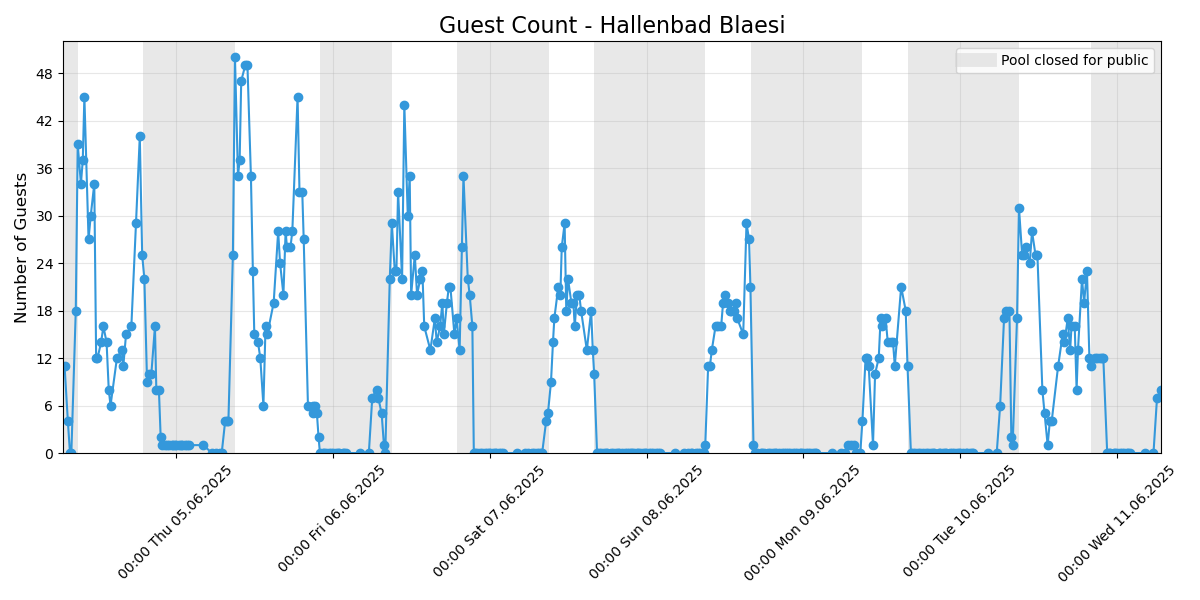 Guest Count - Hallenbad Blaesi
Pool closed for public
Number of Guests
48
42
36
30
24
18
12
6
0
00:00 Thu 05.06.2025
00:00 Fri 06.06.2025
00:00 Sat 07.06.2025
00:00 Sun 08.06.2025
00:00 Mon 09.06.2025
00:00 Tue 10.06.2025
00:00 Wed 11.06.2025